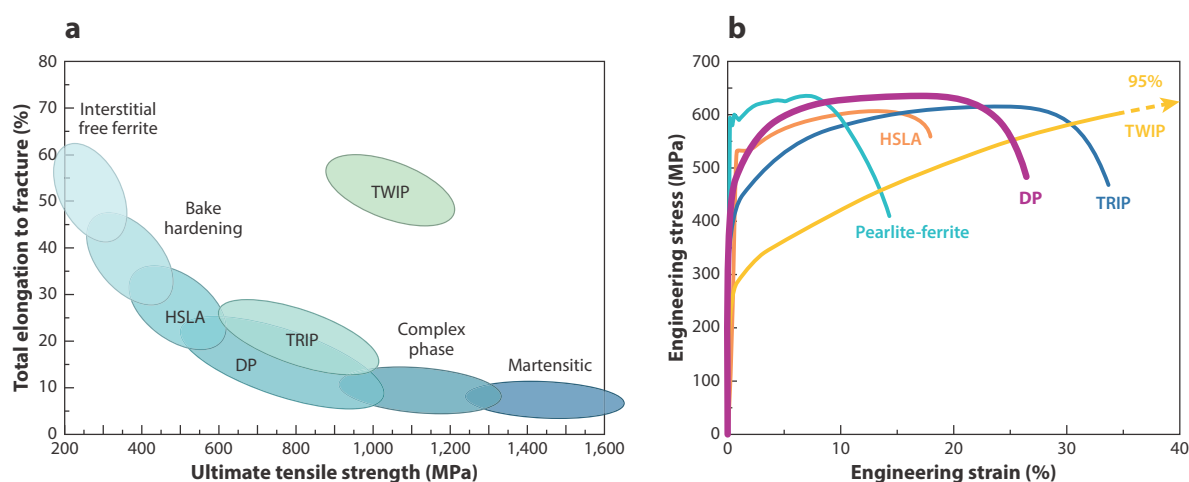 a
80
70
60
50
40
30
20
10
0
Total elongation to fracture (%)
Interstitial
free ferrite
Bake
hardening
HSLA
DP
TRIP
TWIP
Complex
phase
Martensitic
200
400
600
800
1,000
1,200
1,400
1,600
Ultimate tensile strength (MPa)
b
700
600
500
400
300
200
100
0
Engineering stress (MPa)
95%
TWIP
HSLA
DP
TRIP
Pearlite-ferrite
0
10
20
30
40
Engineering strain (%)